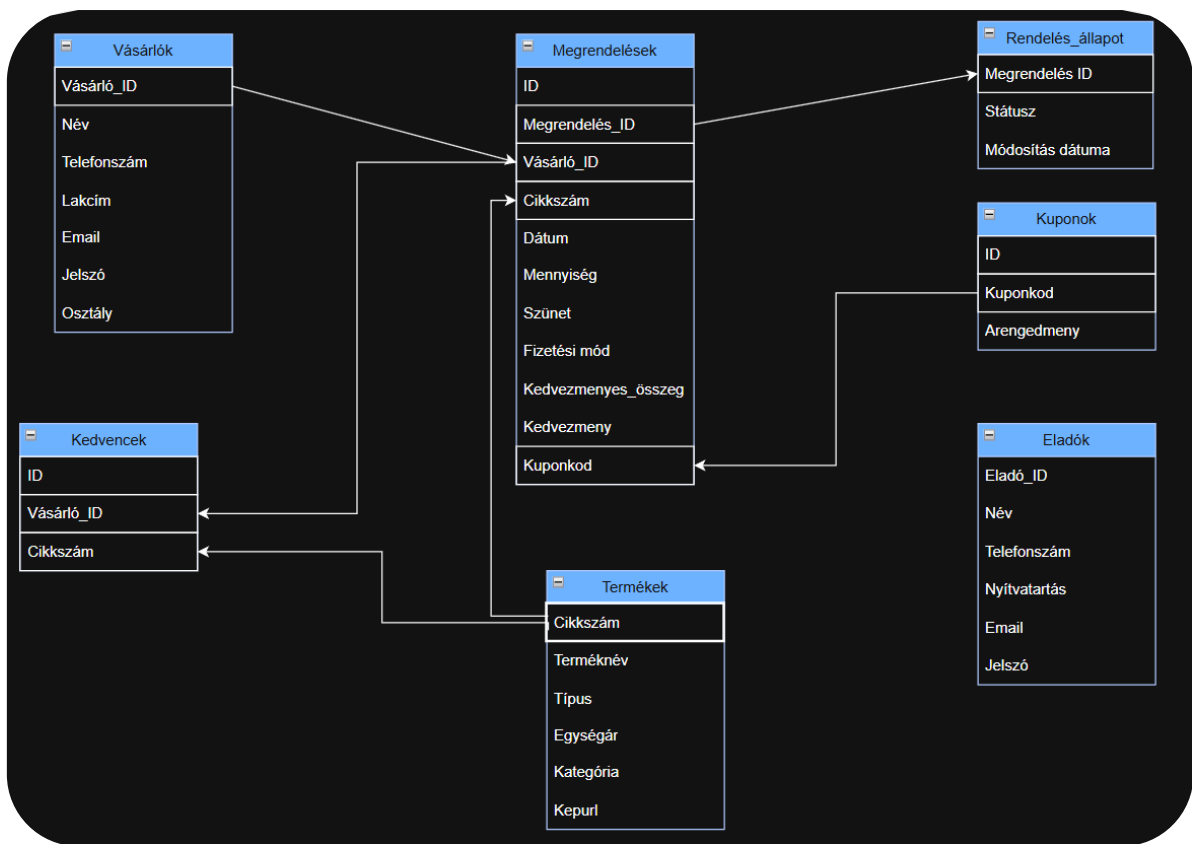 Vásárlók
Vásárló_ID
Név
Telefonszám
Lakcím
Email
Jelszó
Osztály
Megrendelések
ID
Megrendelés_ID
Vásárló_ID
Cikkszám
Dátum
Mennyiség
Szünet
Fizetési mód
Kedvezmenyes_összeg
Kedvezmeny
Kuponkod
Rendelés_állapot
Megrendelés ID
Státusz
Módosítás dátuma
Kuponok
ID
Kuponkod
Arengedmeny
Kedvencek
ID
Vásárló_ID
Cikkszám
Eladók
Eladó_ID
Név
Telefonszám
Nyítvatartás
Email
Jelszó
Termékek
Cikkszám
Terméknév
Típus
Egységár
Kategória
Kepurl